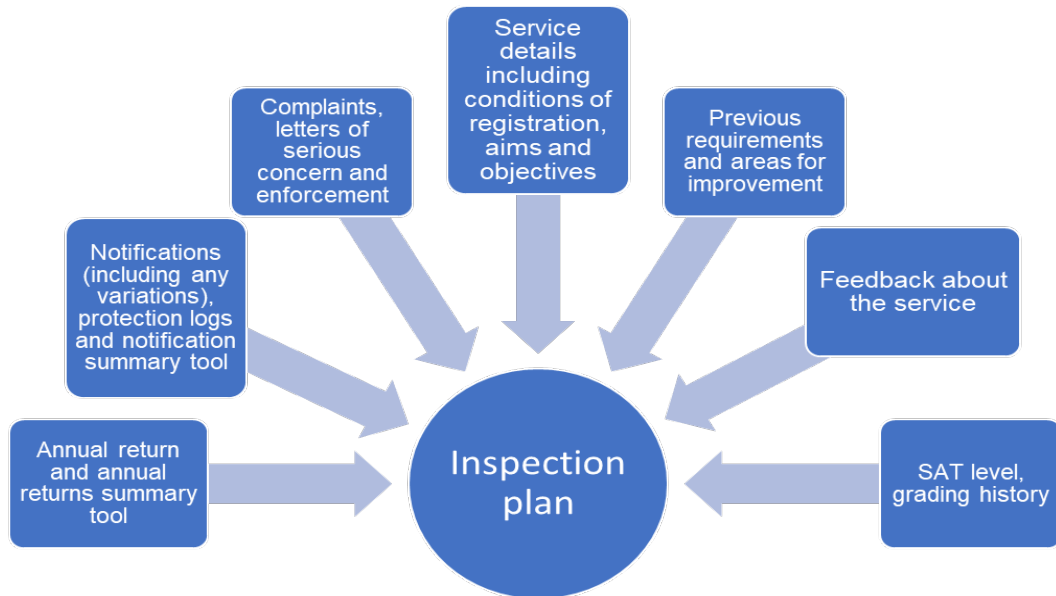 Service
details
including
conditions of
registration,
aims and
objectives
Complaints,
letters of
serious
concern and
enforcement
Previous
requirements
and areas for
improvement
Notifications
(including any
variations),
protection logs
and notification
summary tool
Feedback about
the service
Annual return
and annual
returns summary
tool
Inspection
plan
SAT level,
grading history